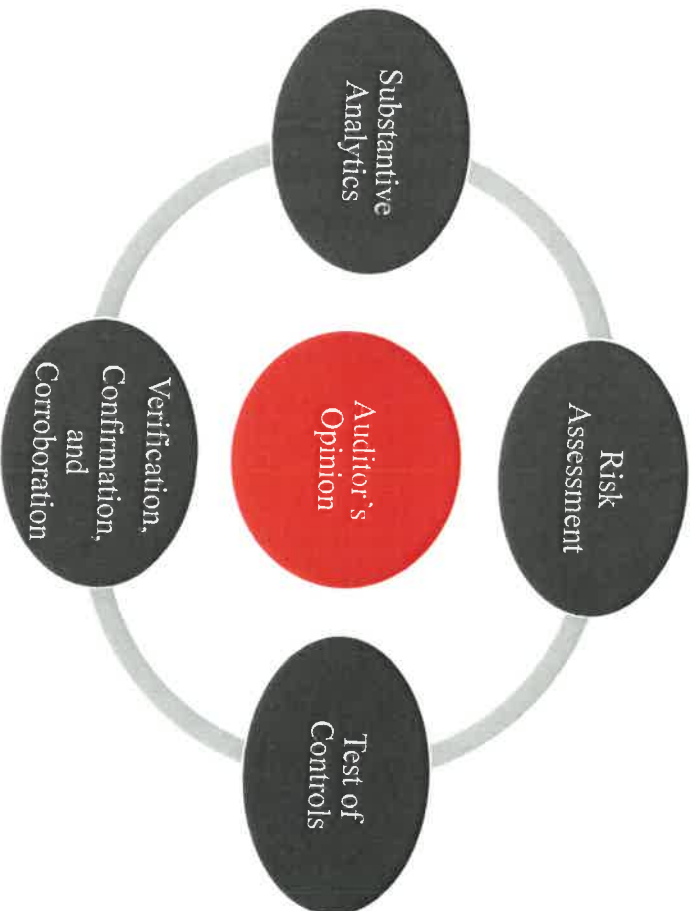 Risk
Assessment
Substantive
Analytics
Auditor`s
Opinion
Test of
Controls
Verification,
Confirmation,
and
Corroboration